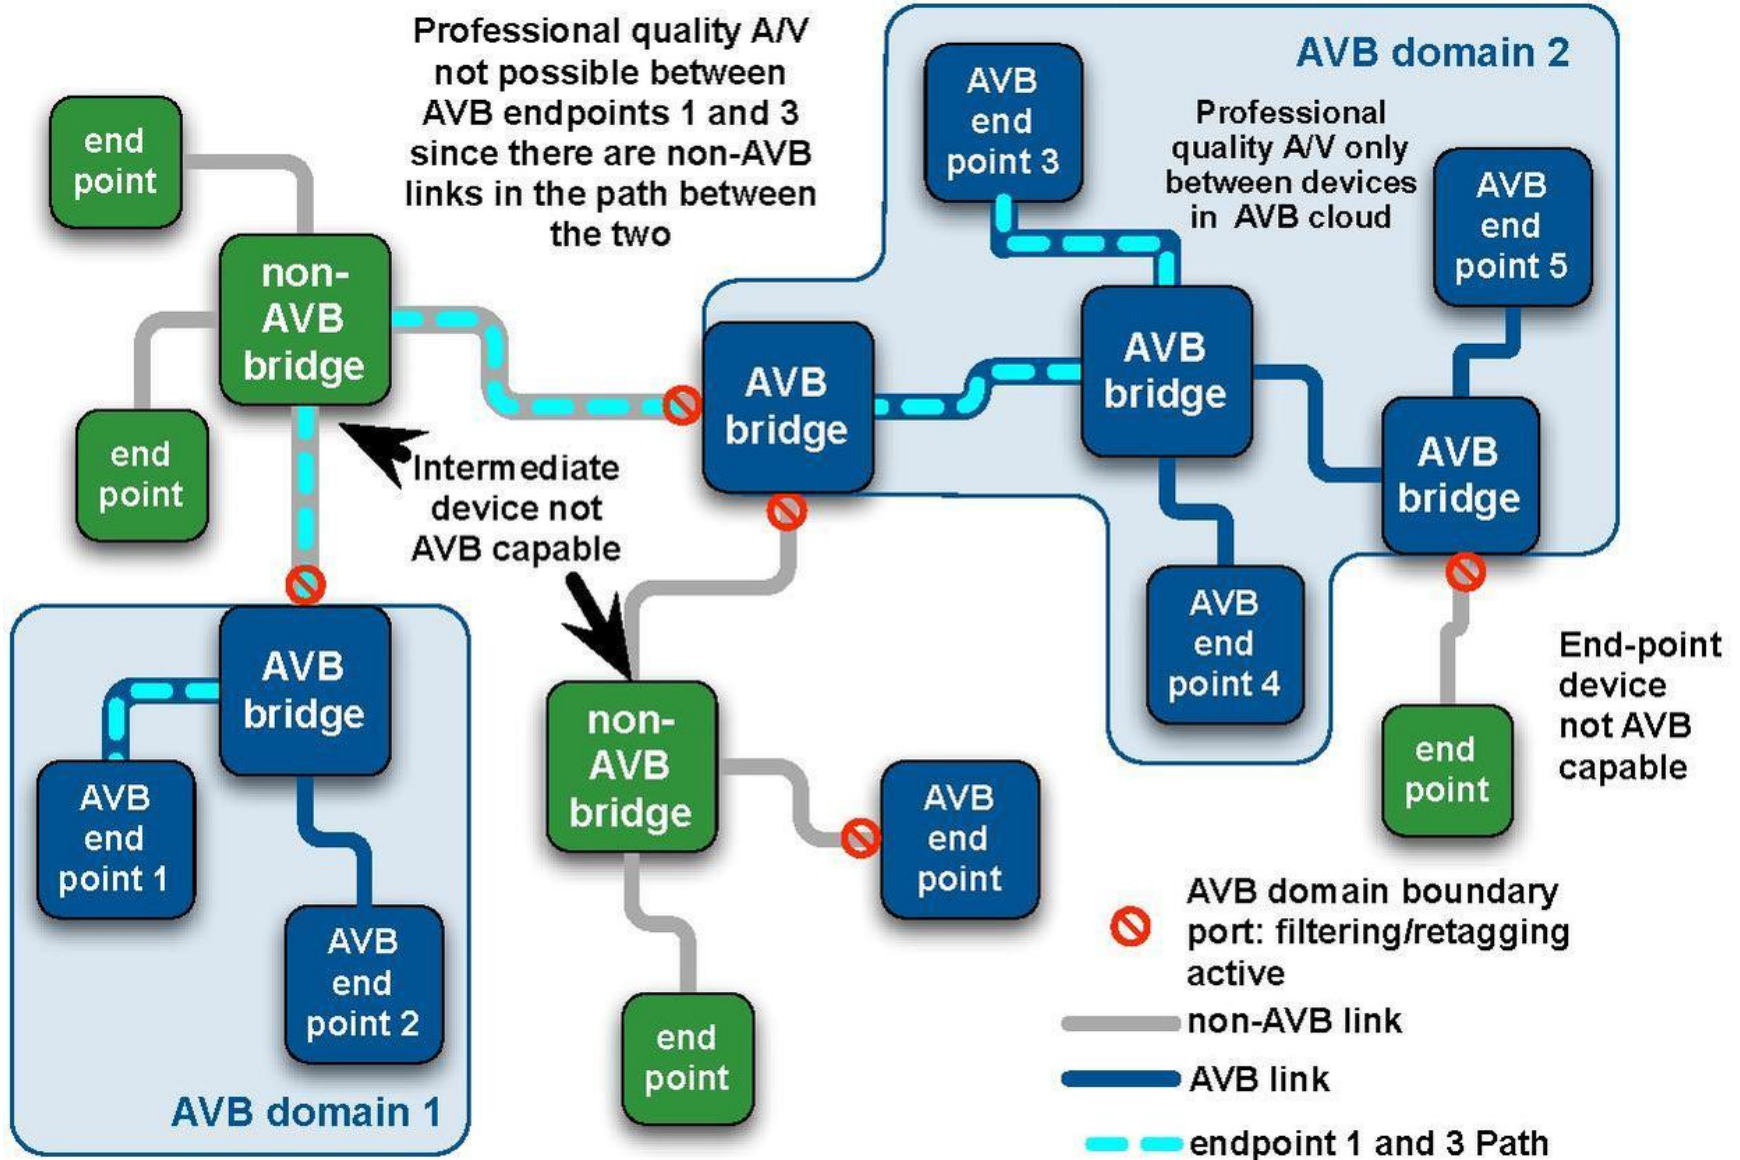 Professional quality A/V
not possible between
AVB endpoints 1 and 3
since there are non-AVB
links in the path between
the two
AVB domain 2
AVB
end
point 3
Professional
quality A/V only
between devices
in AVB cloud
AVB
end
point 5
end
point
non-
AVB
bridge
end
point
AVB
bridge
AVB
bridge
AVB
bridge
Intermediate
device not
AVB capable
AVB
end
point 4
End-point
device
not AVB
capable
end
point
AVB
bridge
AVB
end
point 1
AVB
end
point 2
AVB domain 1
non-
AVB
bridge
AVB
end
point
end
point
AVB domain boundary
port: filtering/retagging
active
non-AVB link
AVB link
endpoint 1 and 3 Path